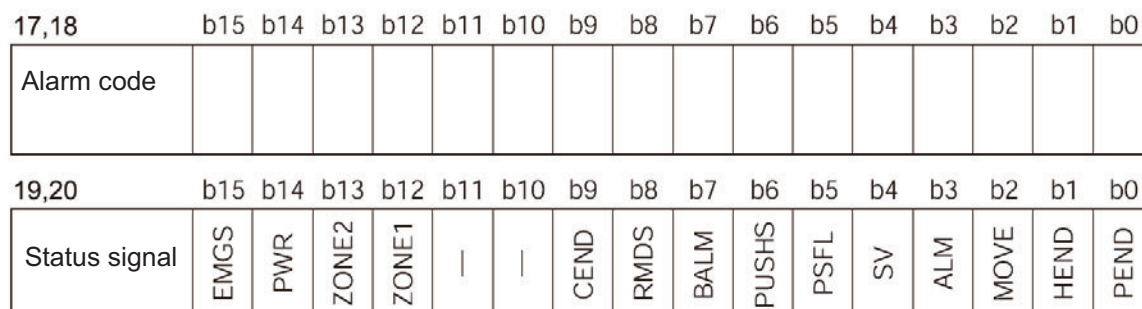 17,18 b15 b14 b13 b12 b11 b10 b9 b8 b7 b6 b5 b4 b3 b2 b1 b0
Alarm code
19,20 b15 b14 b13 b12 b11 b10 b9 b8 b7 b6 b5 b4 b3 b2 b1 b0
Status signal EMGS PWR ZONE2 ZONE1 — — CEND RMDS BALM PUSHS PSFL SV ALM MOVE HEND PEND